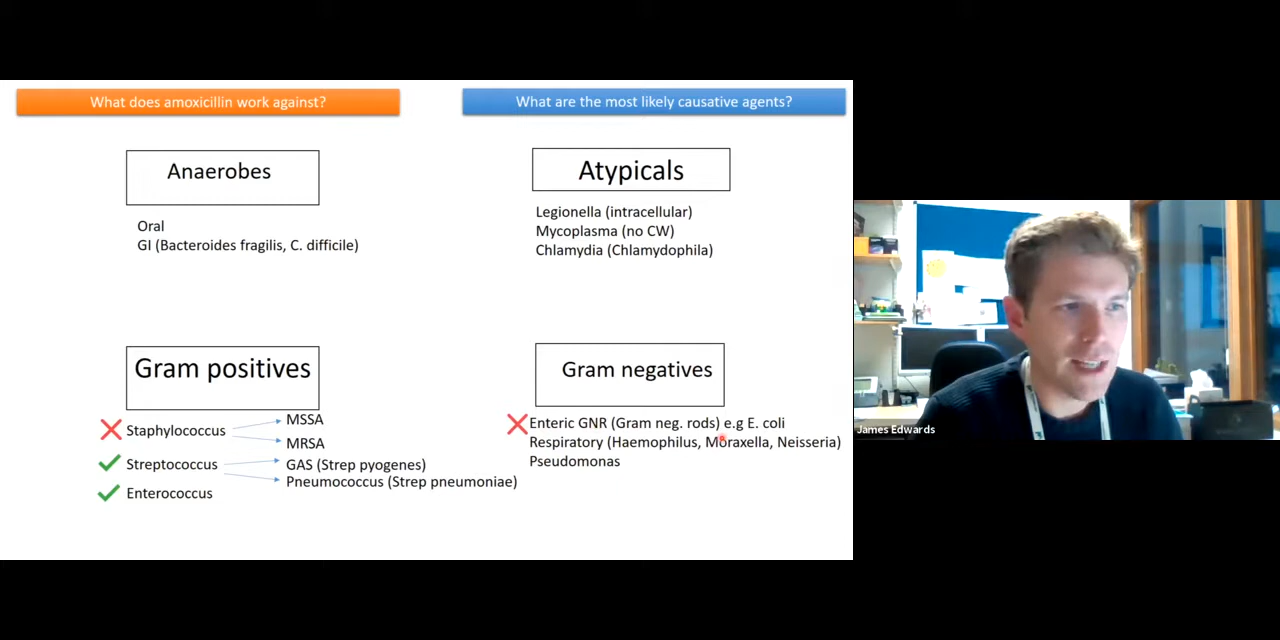 What does amoxicillin work against?
What are the most likely causative agents?
Anaerobes
Oral
GI (Bacteroides fragilis, C. difficile)
Atypicals
Legionella (intracellular)
Mycoplasma (no CW)
Chlamydia (Chlamydophila)
Gram positives
Staphylococcus
MSSA
MRSA
Streptococcus
GAS (Strep pyogenes)
Pneumococcus (Strep pneumoniae)
Enterococcus
Gram negatives
Enteric GNR (Gram neg. rods) e.g E. coli
Respiratory (Haemophilus, Moraxella, Neisseria)
Pseudomonas
James Edwards